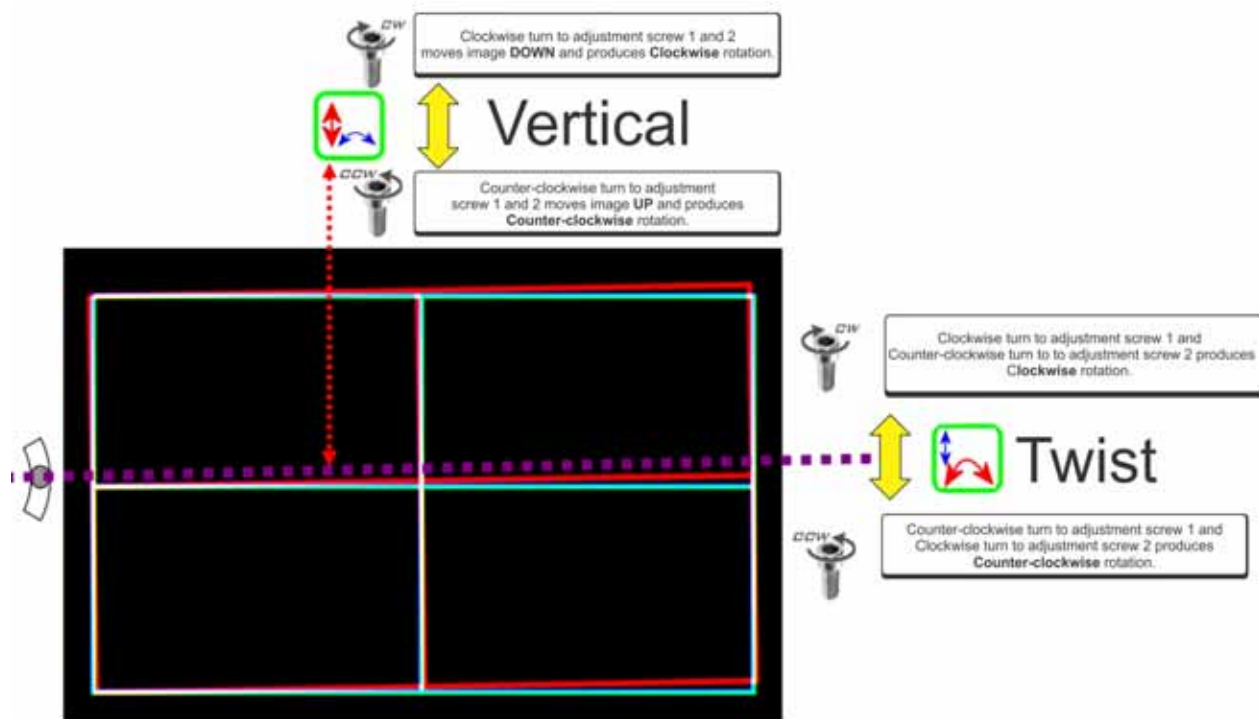 CW
Clockwise turn to adjustment screw 1 and 2
moves image DOWN and produces Clockwise rotation.
Vertical
CCW
Counter-clockwise turn to adjustment
screw 1 and 2 moves image UP and produces
Counter-clockwise rotation.
CW
Clockwise turn to adjustment screw 1 and
Counter-clockwise turn to to adjustment screw 2 produces
Clockwise rotation.
Twist
CCW
Counter-clockwise turn to adjustment screw 1 and
Clockwise turn to adjustment screw 2 produces
Counter-clockwise rotation.